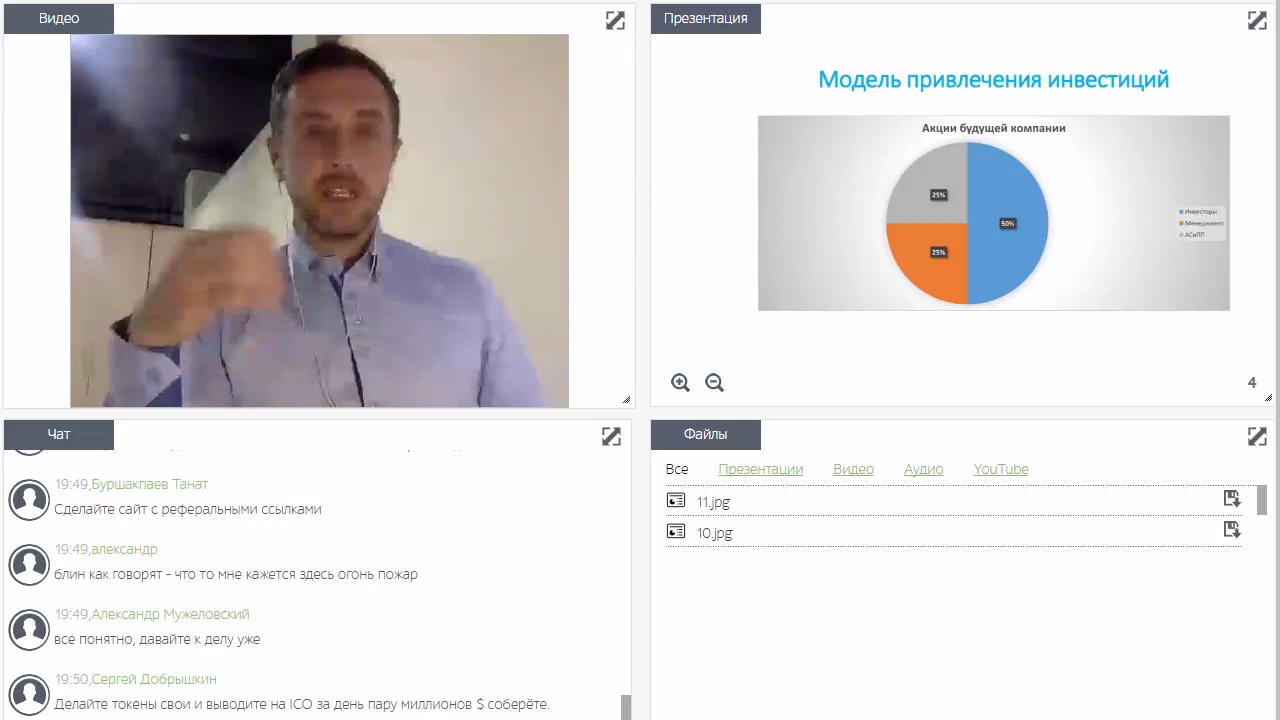 Видео
Презентация
Модель привлечения инвестиций
Акции будущей компании
25%
50%
25%
Инвесторы
Менеджмент
АСиПП
4
Чат
19:49,Буршакпаев Танат
Сделайте сайт с реферальными ссылками
19:49,александр
блин как говорят - что то мне кажется здесь огонь пожар
19:49,Александр Мужеловский
все понятно, давайте к делу уже
19:50,Сергей Добрышкин
Делайте токены свои и выводите на ICO за день пару миллионов $ соберёте.
Файлы
Все Презентации Видео Аудио YouTube
11.jpg
10.jpg